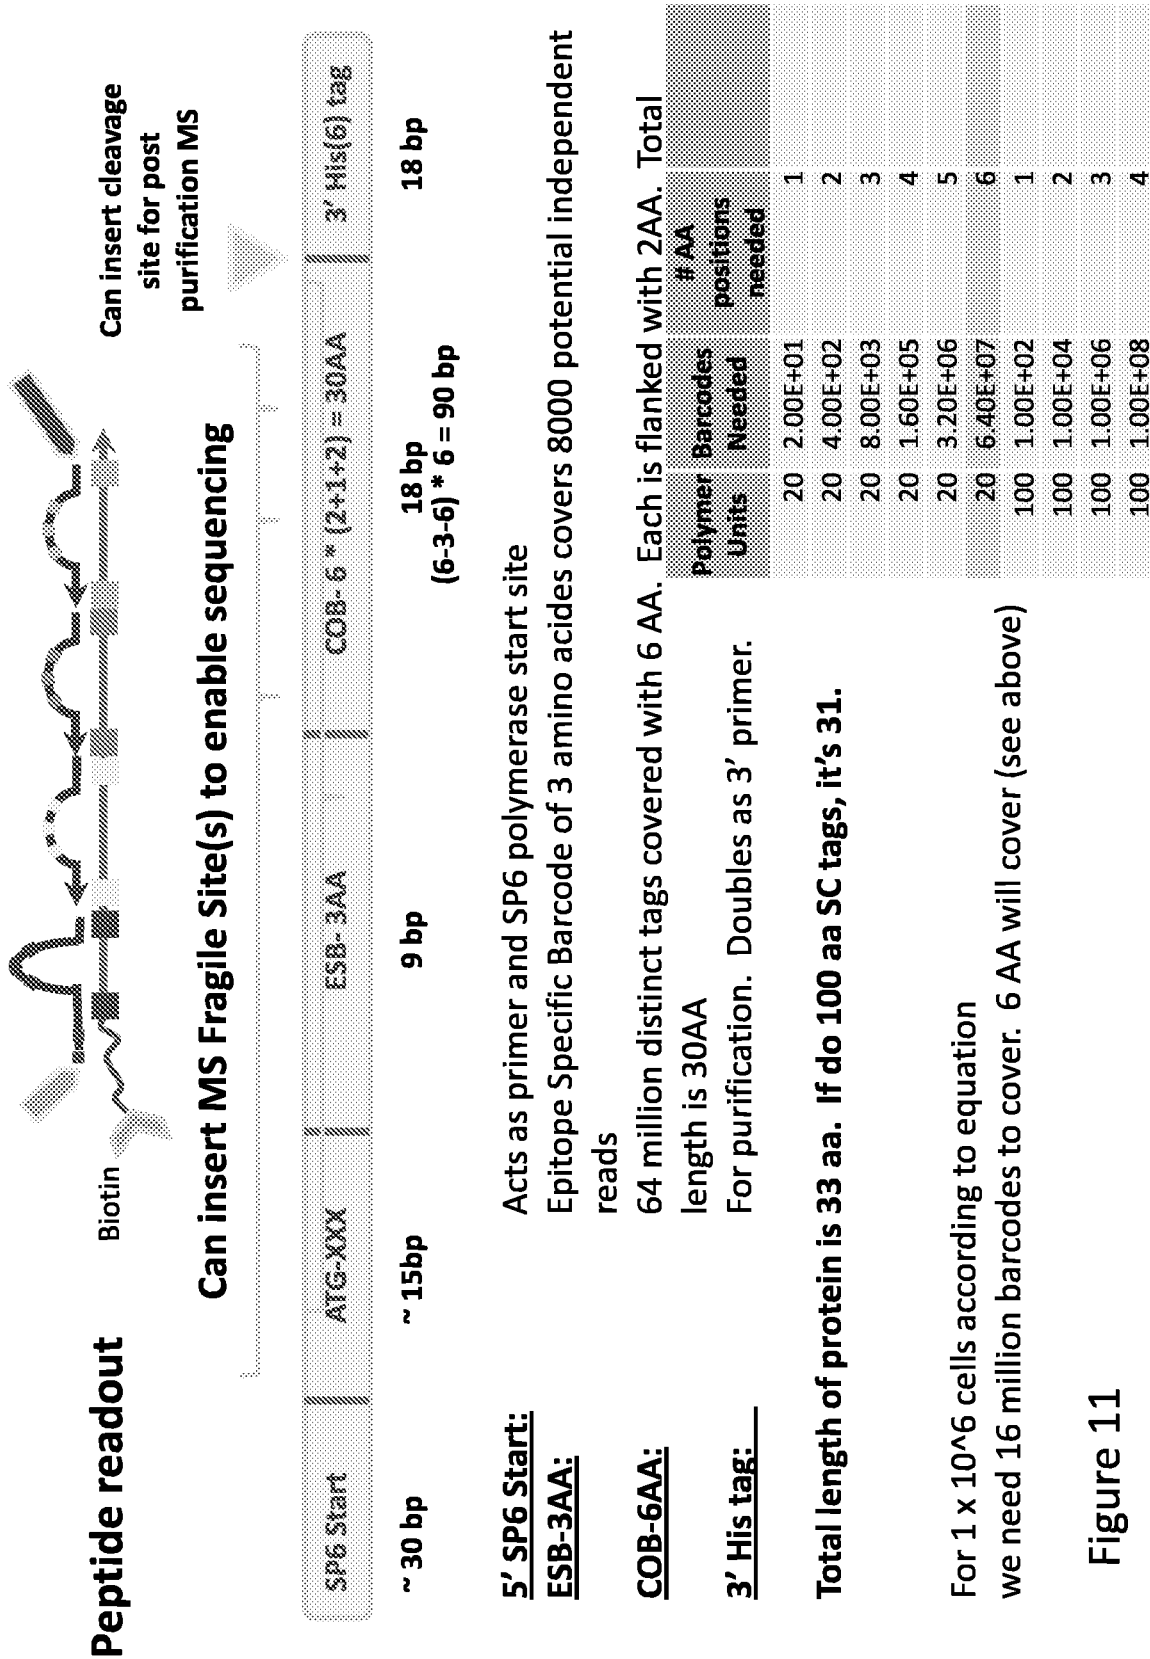 Peptide readout
Biotin
Can insert cleavage
site for post
purification MS
Can insert MS Fragile Site(s) to enable sequencing
SP6 Start
ATG-XXX
ESB- 3AA
COB- 6 * (2+1+2) = 30AA
3’ His(6) tag
~ 30 bp
~ 15bp
9 bp
18 bp
(6-3-6) * 6 = 90 bp
18 bp
5’ SP6 Start: Acts as primer and SP6 polymerase start site
ESB-3AA: Epitope Specific Barcode of 3 amino acides covers 8000 potential independent
reads
COB-6AA: 64 million distinct tags covered with 6 AA. Each is flanked with 2AA. Total
length is 30AA
3’ His tag: For purification. Doubles as 3’ primer.
Total length of protein is 33 aa. If do 100 aa SC tags, it’s 31.
For 1 x 10^6 cells according to equation
we need 16 million barcodes to cover. 6 AA will cover (see above)
Polymer Units Barcodes Needed # AA positions needed
20 2.00E+01 1
20 4.00E+02 2
20 8.00E+03 3
20 1.60E+05 4
20 3.20E+06 5
20 6.40E+07 6
100 1.00E+02 1
100 1.00E+04 2
100 1.00E+06 3
100 1.00E+08 4
Figure 11